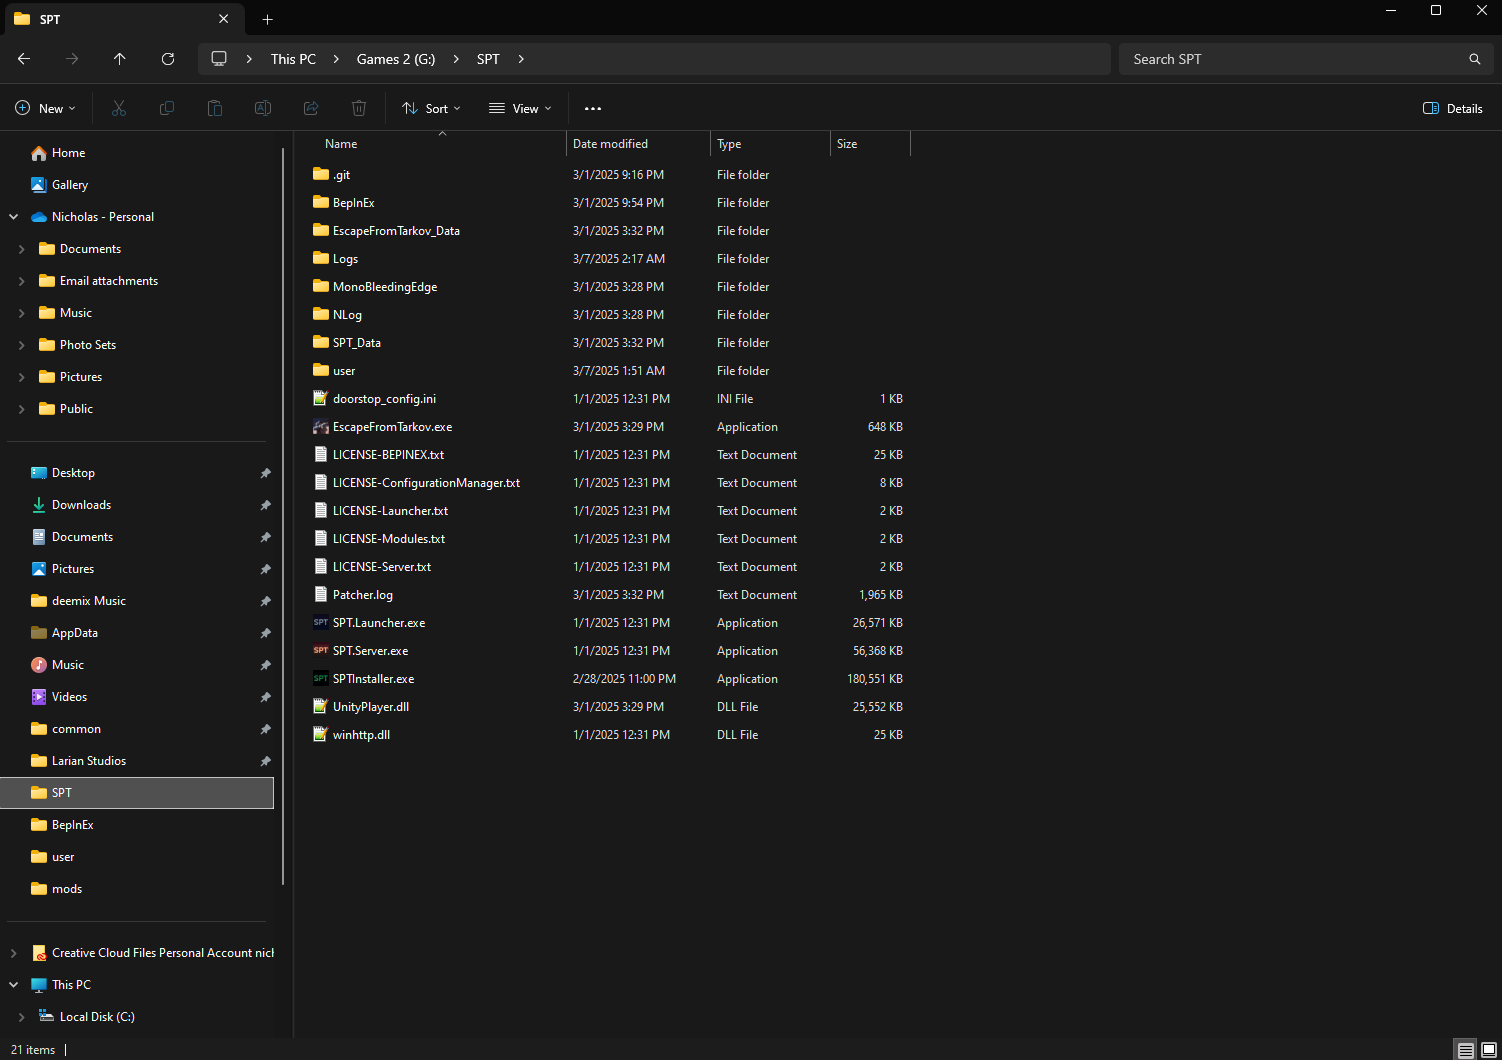 SPT
This PC Games 2 (G:) SPT
Search SPT
New Sort View Details
Name Date modified Type Size
Home
Gallery
Nicholas - Personal
Documents
Email attachments
Music
Photo Sets
Pictures
Public
Desktop
Downloads
Documents
Pictures
deemix Music
AppData
Music
Videos
common
Larian Studios
SPT
BepInEx
user
mods
Creative Cloud Files Personal Account nich
This PC
Local Disk (C:)
.git 3/1/2025 9:16 PM File folder
BepInEx 3/1/2025 9:54 PM File folder
EscapeFromTarkov_Data 3/1/2025 3:32 PM File folder
Logs 3/7/2025 2:17 AM File folder
MonoBleedingEdge 3/1/2025 3:28 PM File folder
NLog 3/1/2025 3:28 PM File folder
SPT_Data 3/1/2025 3:32 PM File folder
user 3/7/2025 1:51 AM File folder
doorstop_config.ini 1/1/2025 12:31 PM INI File 1 KB
EscapeFromTarkov.exe 3/1/2025 3:29 PM Application 648 KB
LICENSE-BEPINEX.txt 1/1/2025 12:31 PM Text Document 25 KB
LICENSE-ConfigurationManager.txt 1/1/2025 12:31 PM Text Document 8 KB
LICENSE-Launcher.txt 1/1/2025 12:31 PM Text Document 2 KB
LICENSE-Modules.txt 1/1/2025 12:31 PM Text Document 2 KB
LICENSE-Server.txt 1/1/2025 12:31 PM Text Document 2 KB
Patcher.log 3/1/2025 3:32 PM Text Document 1,965 KB
SPT SPT.Launcher.exe 1/1/2025 12:31 PM Application 26,571 KB
SPT SPT.Server.exe 1/1/2025 12:31 PM Application 56,368 KB
SPT SPTInstaller.exe 2/28/2025 11:00 PM Application 180,551 KB
UnityPlayer.dll 3/1/2025 3:29 PM DLL File 25,552 KB
winhttp.dll 1/1/2025 12:31 PM DLL File 25 KB
21 items